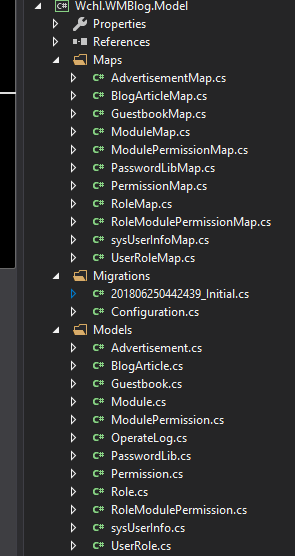 Wchl.WMBlog.Model
Properties
References
Maps
C# AdvertisementMap.cs
C# BlogArticleMap.cs
C# GuestbookMap.cs
C# ModuleMap.cs
C# ModulePermissionMap.cs
C# PasswordLibMap.cs
C# PermissionMap.cs
C# RoleMap.cs
C# RoleModulePermissionMap.cs
C# sysUserInfoMap.cs
C# UserRoleMap.cs
Migrations
C# 201806250442439_Initial.cs
C# Configuration.cs
Models
C# Advertisement.cs
C# BlogArticle.cs
C# Guestbook.cs
C# Module.cs
C# ModulePermission.cs
C# OperateLog.cs
C# PasswordLib.cs
C# Permission.cs
C# Role.cs
C# RoleModulePermission.cs
C# sysUserInfo.cs
C# UserRole.cs